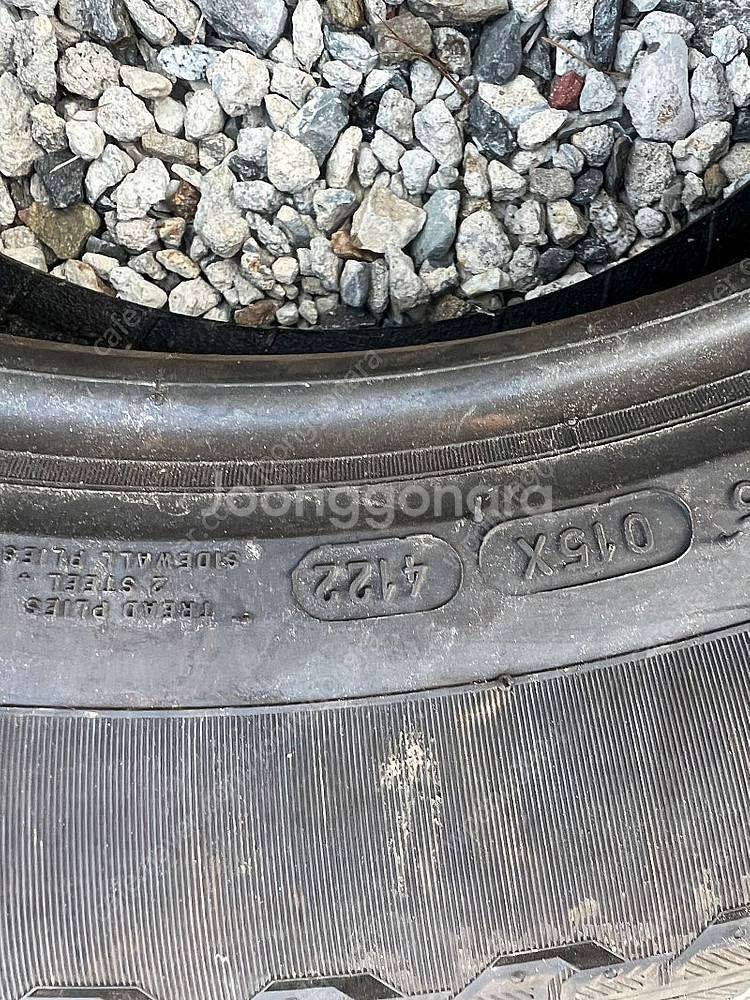 015X
4122
TREAD PLIES
2 STEEL +
SIDEWALL PLIES
Joonggonara